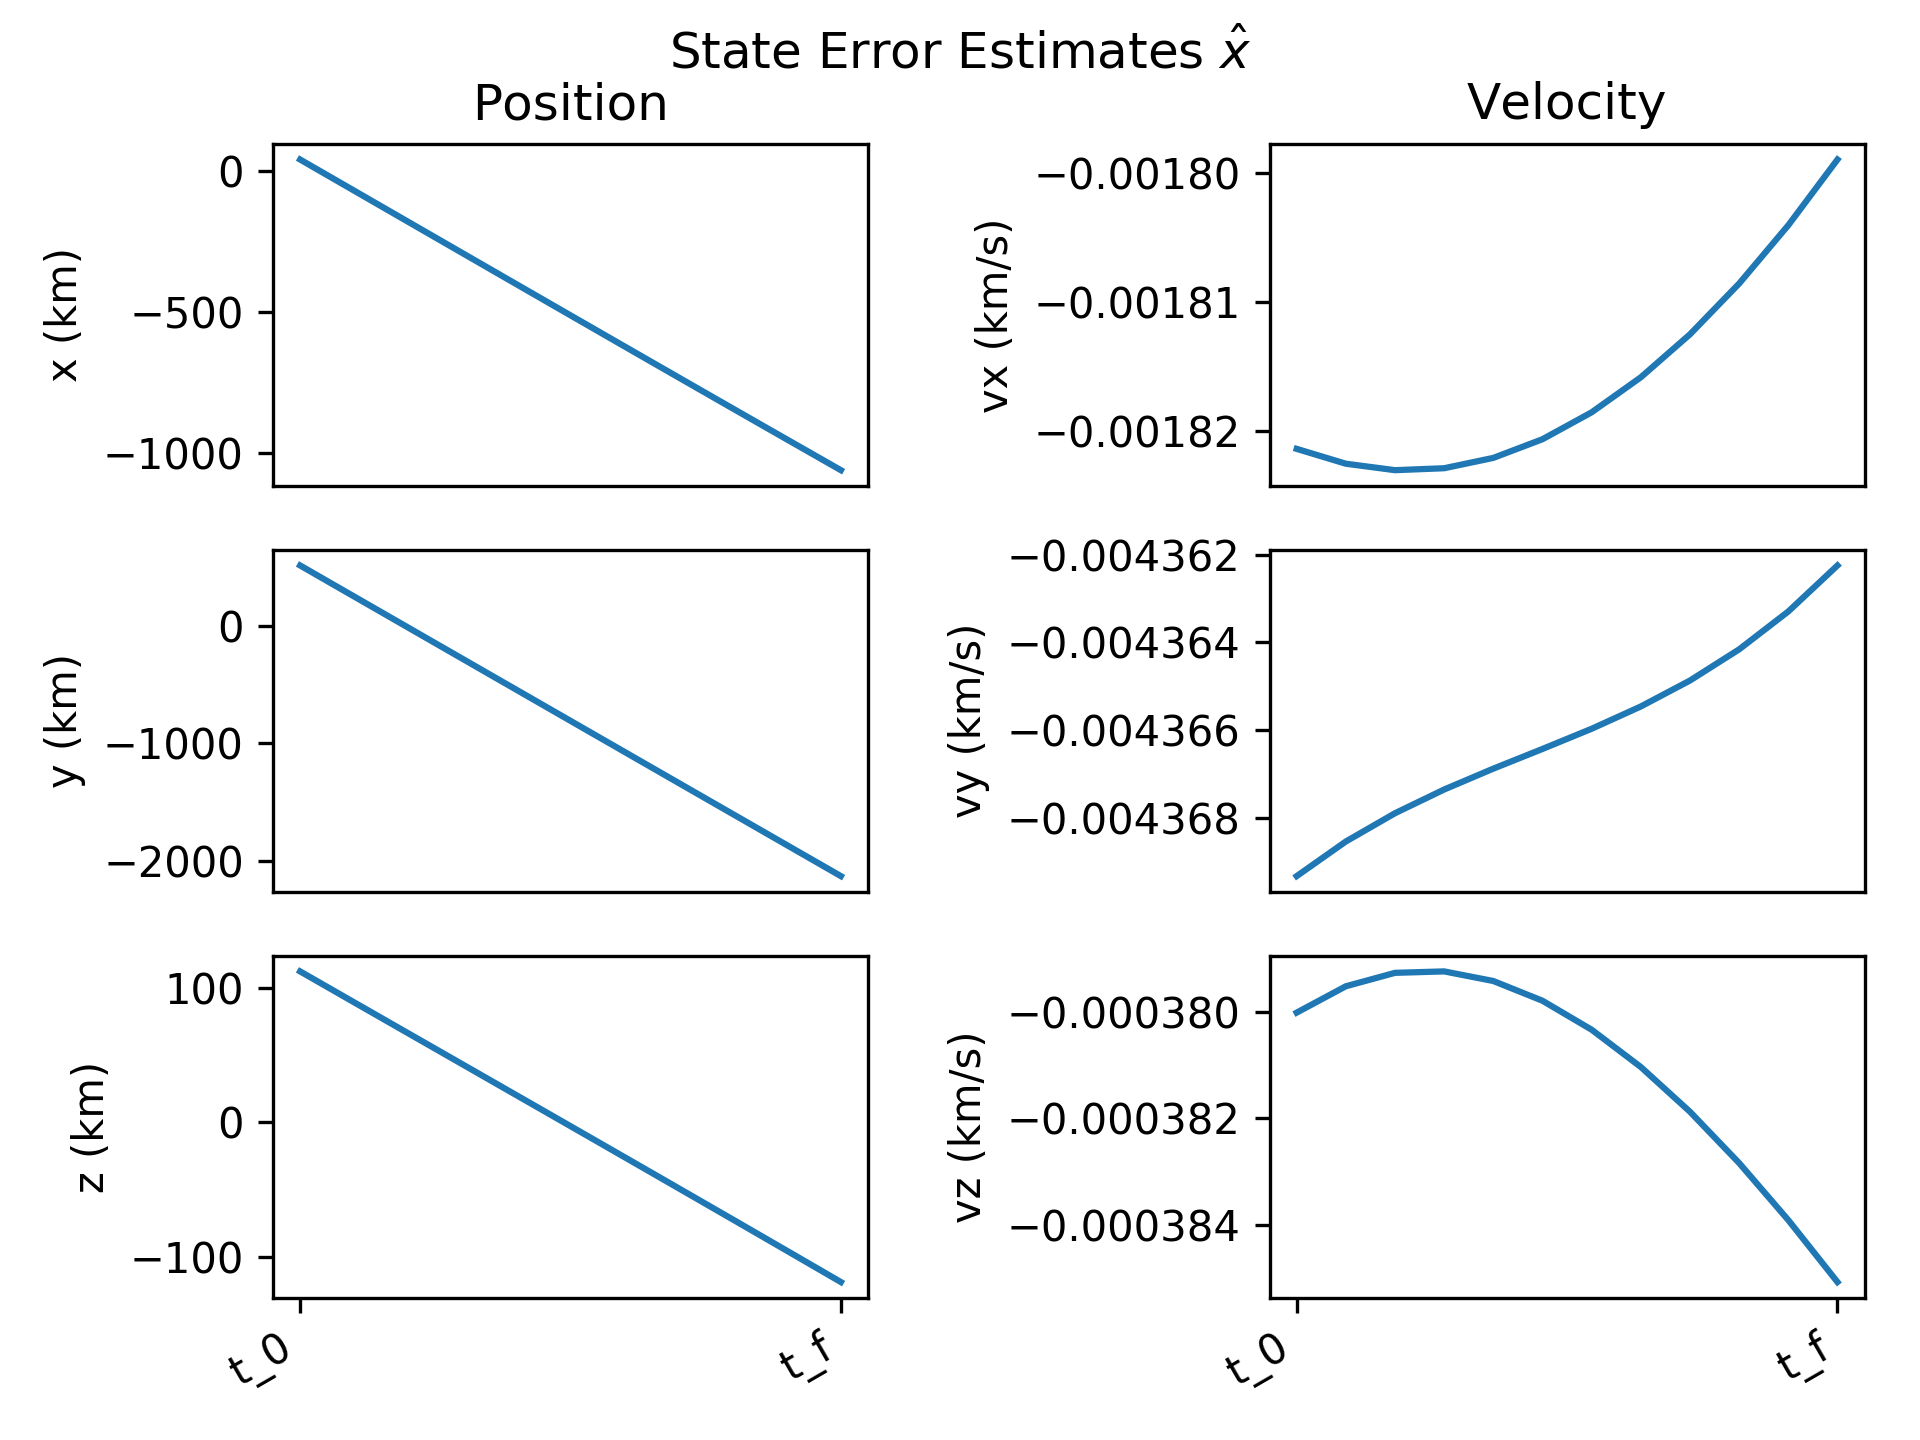 State Error Estimates x̂
Position
Velocity
x (km)
0
−500
−1000
vx (km/s)
−0.00180
−0.00181
−0.00182
y (km)
0
−1000
−2000
vy (km/s)
−0.004362
−0.004364
−0.004366
−0.004368
z (km)
100
0
−100
t_0
t_f
vz (km/s)
−0.000380
−0.000382
−0.000384
t_0
t_f